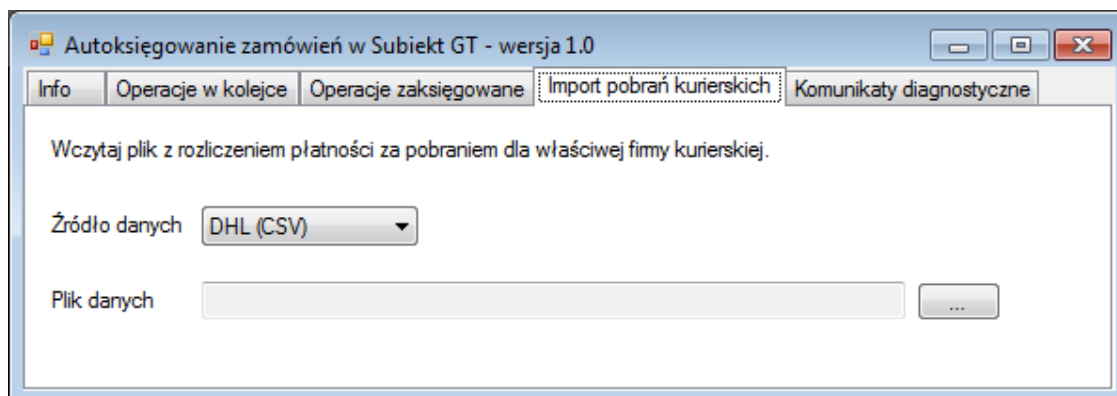 Autoksięgowanie zamówień w Subiekt GT - wersja 1.0
Info Operacje w kolejce Operacje zaksięgowane Import pobrań kurierskich Komunikaty diagnostyczne
Wczytaj plik z rozliczeniem płatności za pobraniem dla właściwej firmy kurierskiej.
Źródło danych DHL (CSV)
Plik danych ...